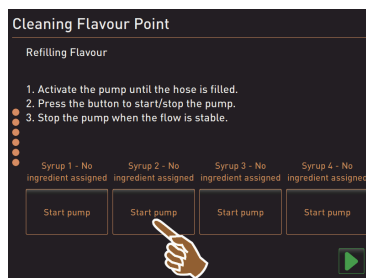 Cleaning Flavour Point
Refilling Flavour
1. Activate the pump until the hose is filled.
2. Press the button to start/stop the pump.
3. Stop the pump when the flow is stable.
Syrup 1 - No
ingredient assigned
Syrup 2 - No
ingredient assigned
Syrup 3 - No
ingredient assigned
Syrup 4 - No
ingredient assigned
Start pump
Start pump
Start pump
Start pump